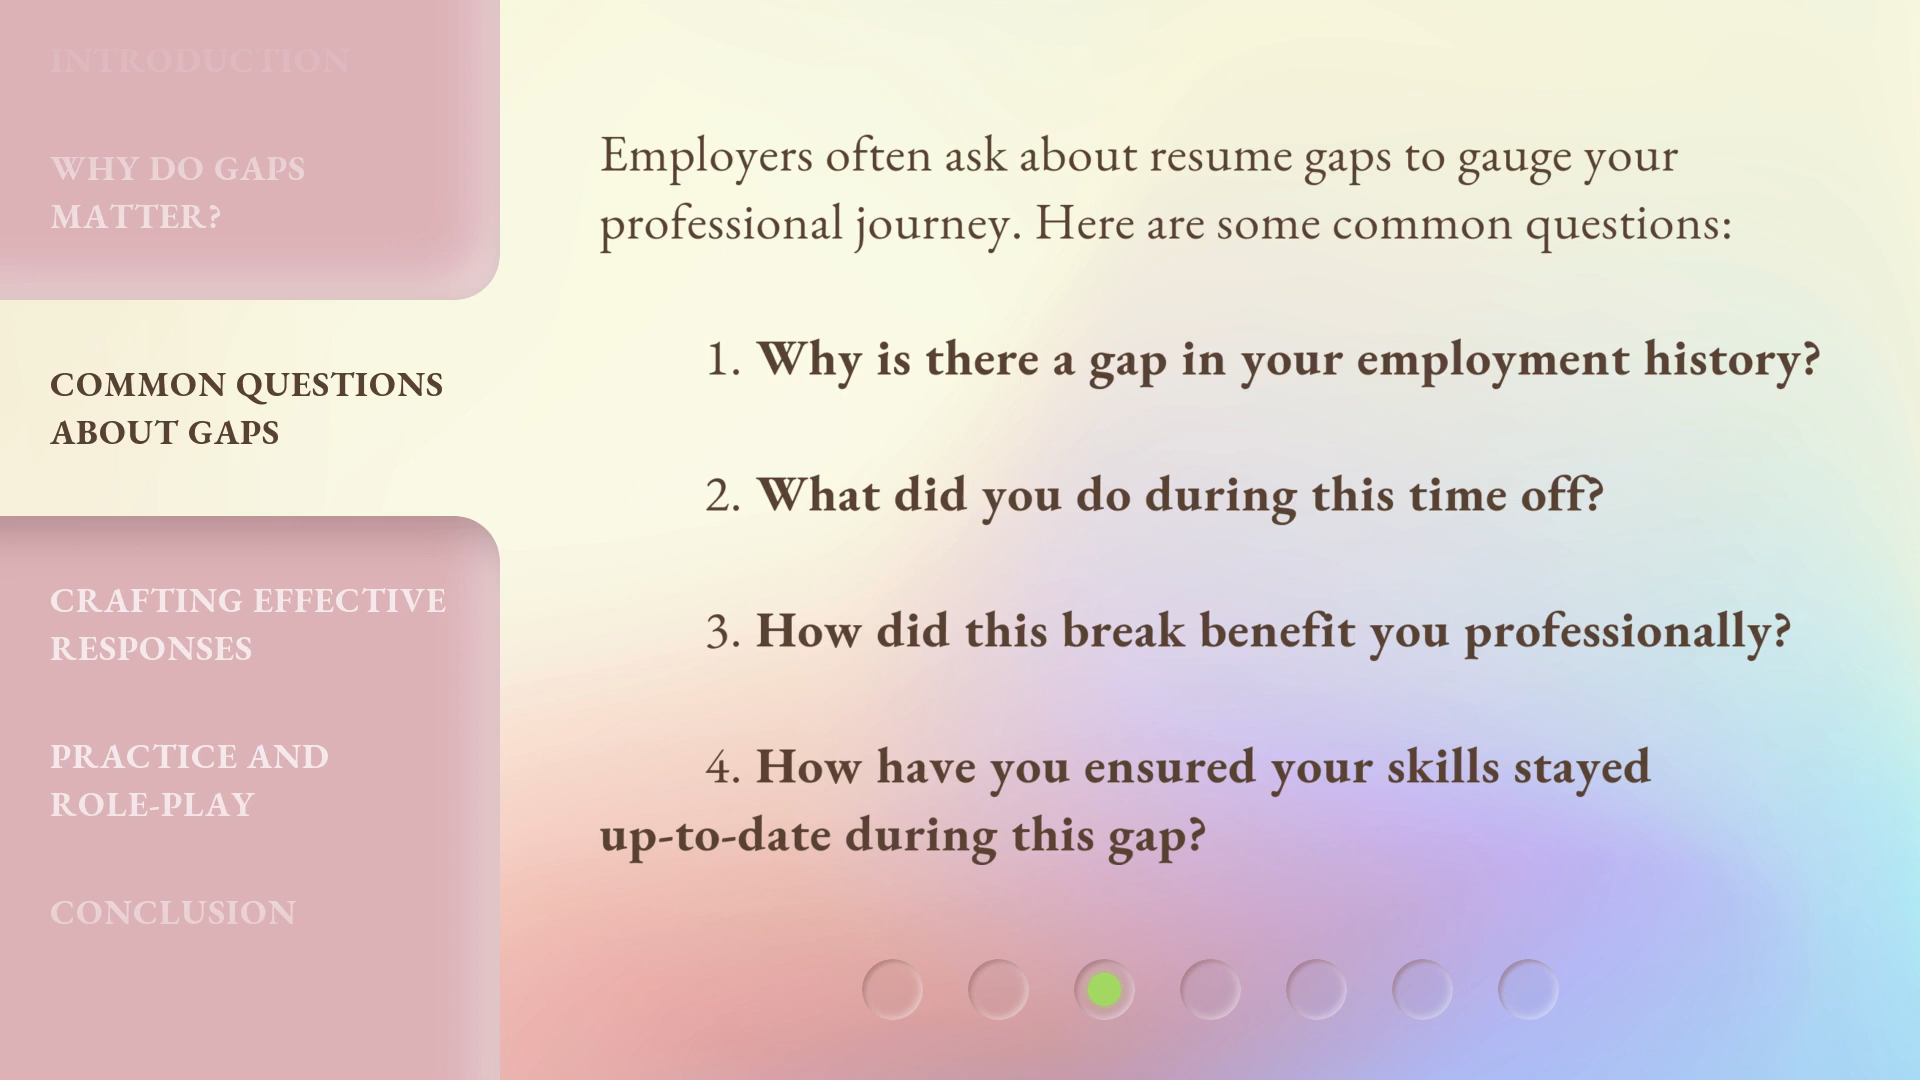 INTRODUCTION
WHY DO GAPS
MATTER?
COMMON QUESTIONS
ABOUT GAPS
CRAFTING EFFECTIVE
RESPONSES
PRACTICE AND
ROLE-PLAY
CONCLUSION
Employers often ask about resume gaps to gauge your
professional journey. Here are some common questions:
1. Why is there a gap in your employment history?
2. What did you do during this time off?
3. How did this break benefit you professionally?
4. How have you ensured your skills stayed
up-to-date during this gap?